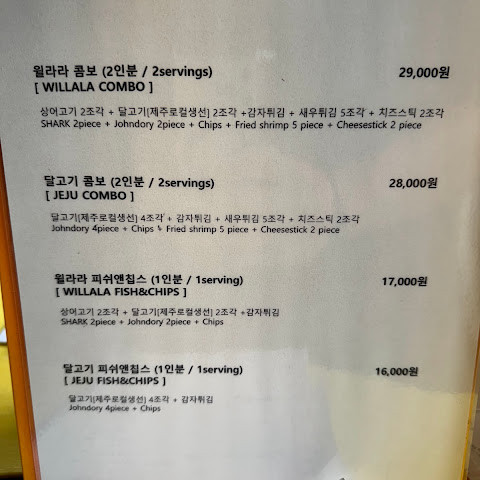 윌라라 콤보 (2인분 / 2servings) 29,000원
[ WILLALA COMBO ]
상어고기 2조각 + 달고기[제주로컬생선] 2조각 +감자튀김 + 새우튀김 5조각 + 치즈스틱 2조각
SHARK 2piece + Johndory 2piece + Chips + Fried shrimp 5 piece + Cheesestick 2 piece
달고기 콤보 (2인분 / 2servings) 28,000원
[ JEJU COMBO ]
달고기[제주로컬생선] 4조각 + 감자튀김 + 새우튀김 5조각 + 치즈스틱 2조각
Johndory 4piece + Chips + Fried shrimp 5 piece + Cheesestick 2 piece
윌라라 피쉬앤칩스 (1인분 / 1serving) 17,000원
[ WILLALA FISH&CHIPS ]
상어고기 2조각 + 달고기[제주로컬생선] 2조각 +감자튀김
SHARK 2piece + Johndory 2piece + Chips
달고기 피쉬앤칩스 (1인분 / 1serving) 16,000원
[ JEJU FISH&CHIPS ]
달고기[제주로컬생선] 4조각 + 감자튀김
Johndory 4piece + Chips